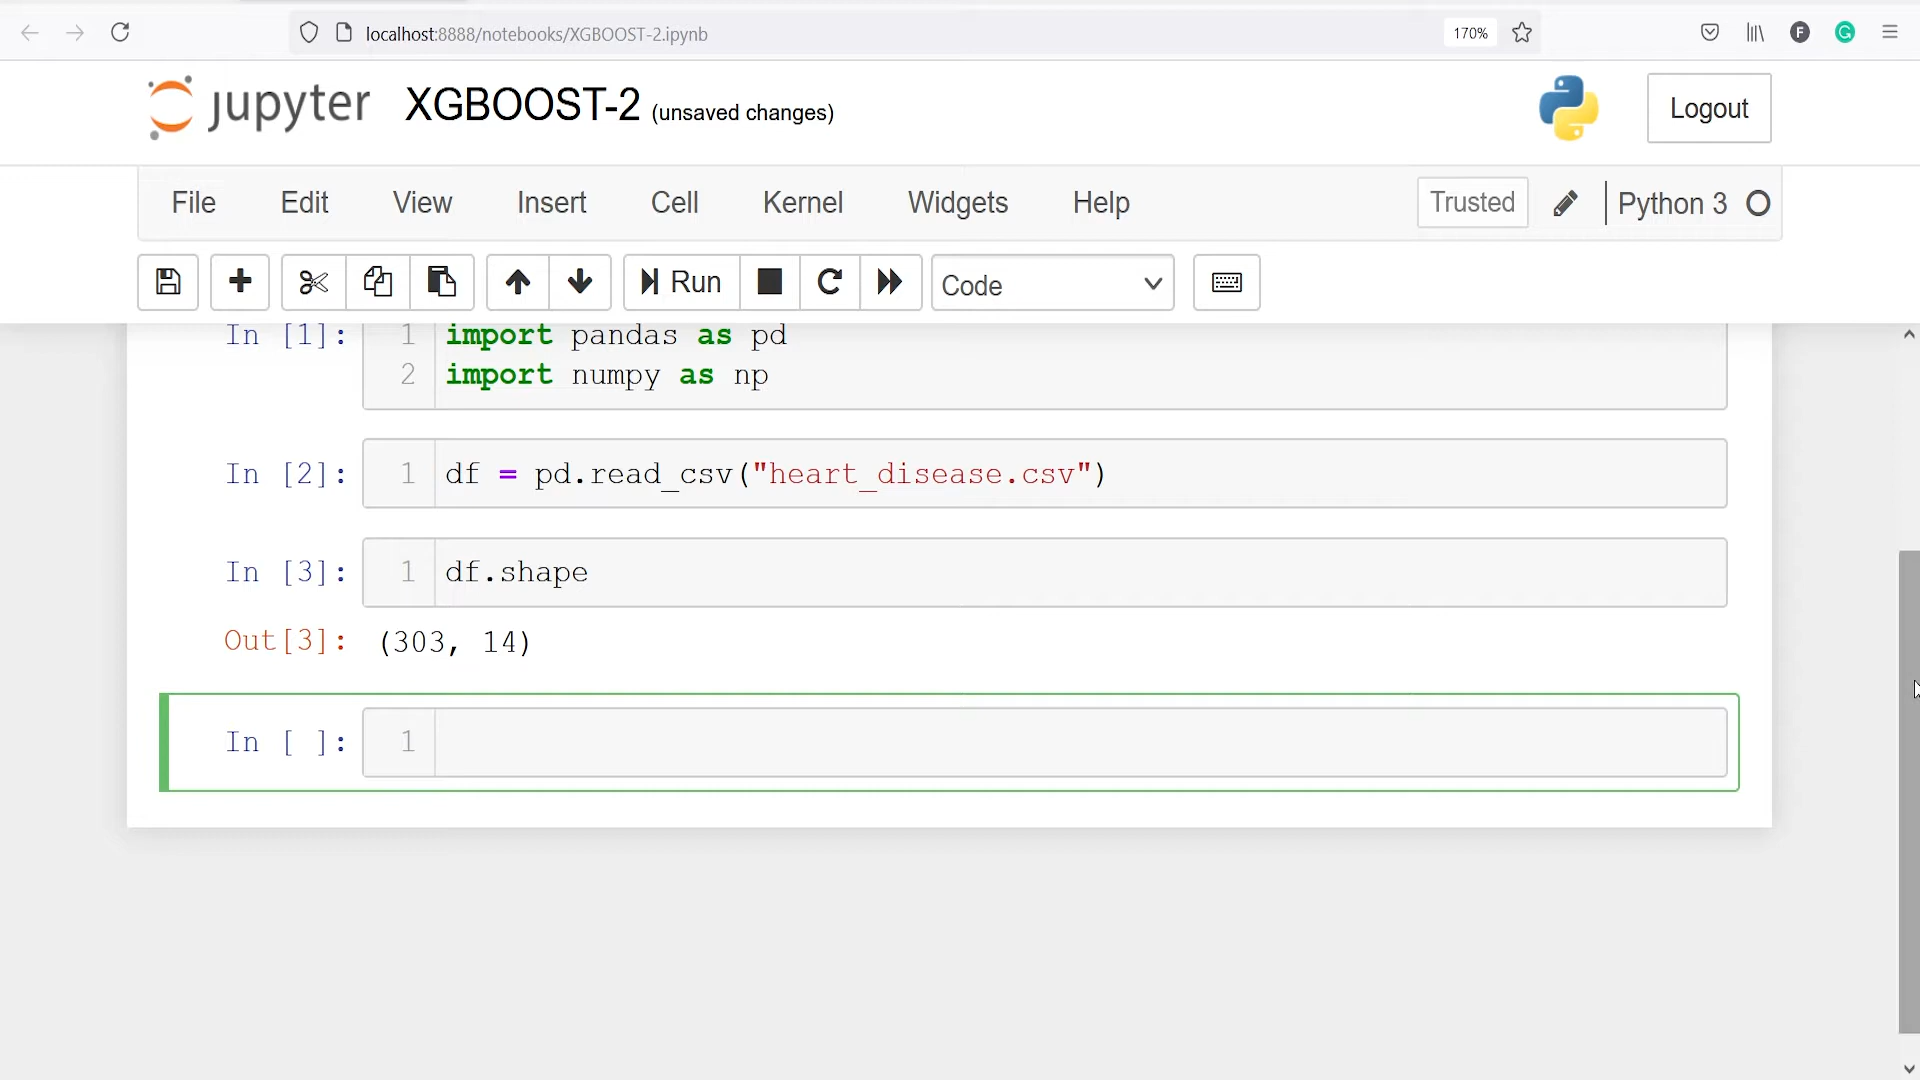 localhost:8888/notebooks/XGBOOST-2.ipynb 170% F G
jupyter XGBOOST-2 (unsaved changes) Logout
File Edit View Insert Cell Kernel Widgets Help Trusted Python 3
Run Code
In [1]: 1 import pandas as pd
2 import numpy as np
In [2]: 1 df = pd.read_csv("heart_disease.csv")
In [3]: 1 df.shape
Out[3]: (303, 14)
In [ ]: 1